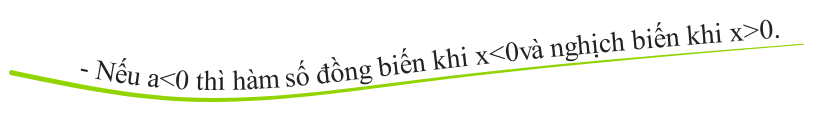 - Nếu a<0 thì hàm số đồng biến khi x<0và nghịch biến khi x>0.